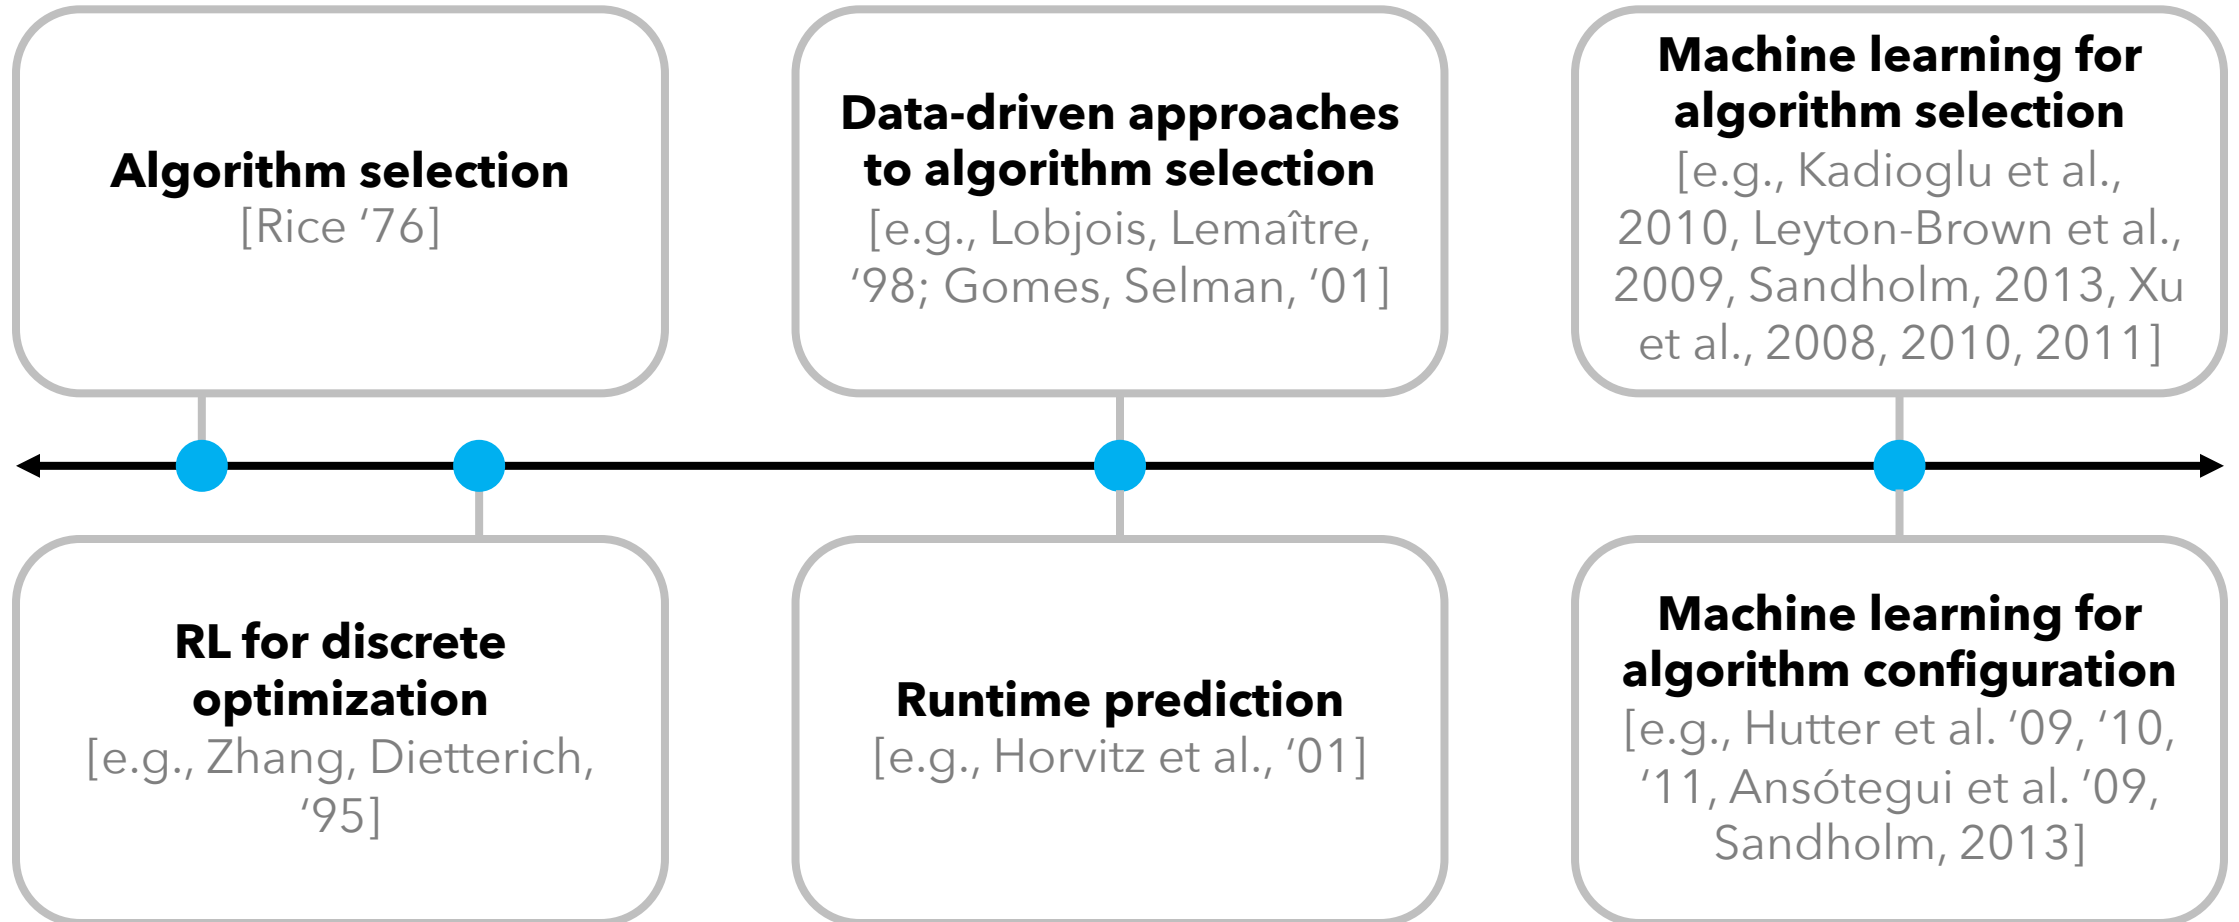 Algorithm selection
[Rice ‘76]
Data-driven approaches
to algorithm selection
[e.g., Lobjois, Lemaître,
‘98; Gomes, Selman, ‘01]
Machine learning for
algorithm selection
[e.g., Kadioglu et al.,
2010, Leyton-Brown et al.,
2009, Sandholm, 2013, Xu
et al., 2008, 2010, 2011]
RL for discrete
optimization
[e.g., Zhang, Dietterich,
‘95]
Runtime prediction
[e.g., Horvitz et al., ‘01]
Machine learning for
algorithm configuration
[e.g., Hutter et al. ‘09, ‘10,
‘11, Ansótegui et al. ‘09,
Sandholm, 2013]